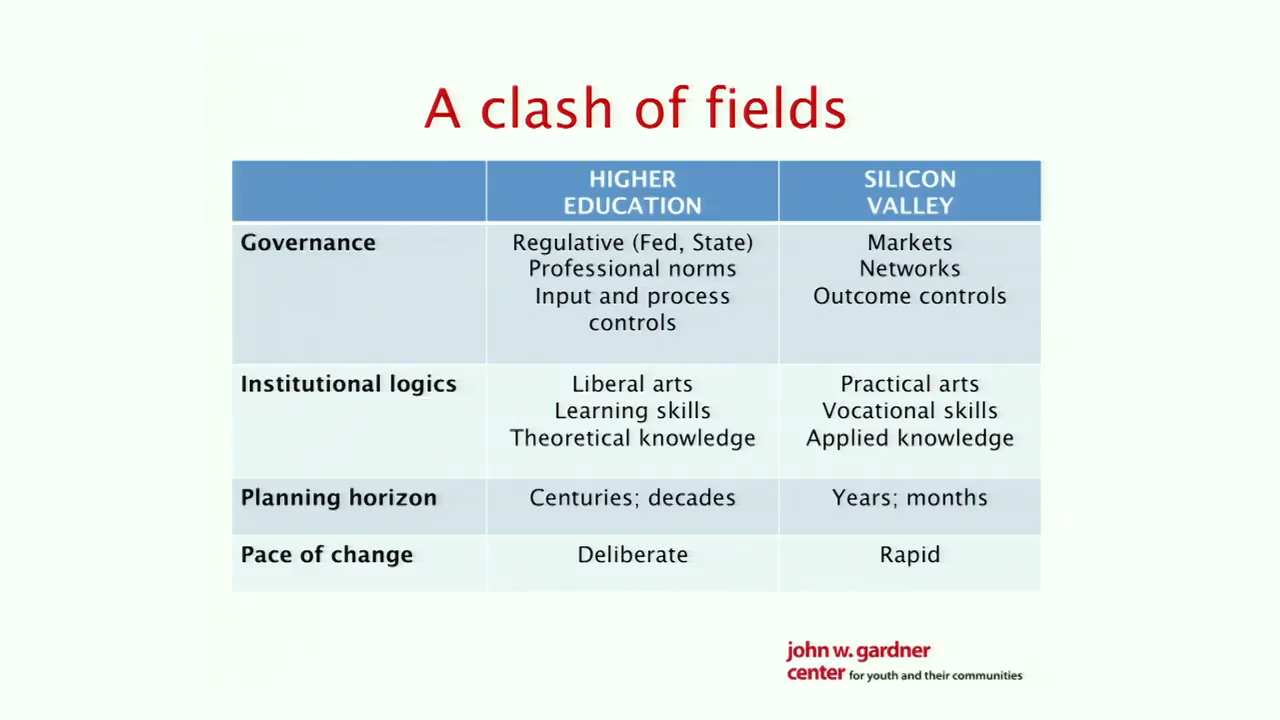 A clash of fields
HIGHER
EDUCATION
SILICON
VALLEY
Governance
Regulative (Fed, State)
Professional norms
Input and process
controls
Markets
Networks
Outcome controls
Institutional logics
Liberal arts
Learning skills
Theoretical knowledge
Practical arts
Vocational skills
Applied knowledge
Planning horizon
Centuries; decades
Years; months
Pace of change
Deliberate
Rapid
john w. gardner
center for youth and their communities